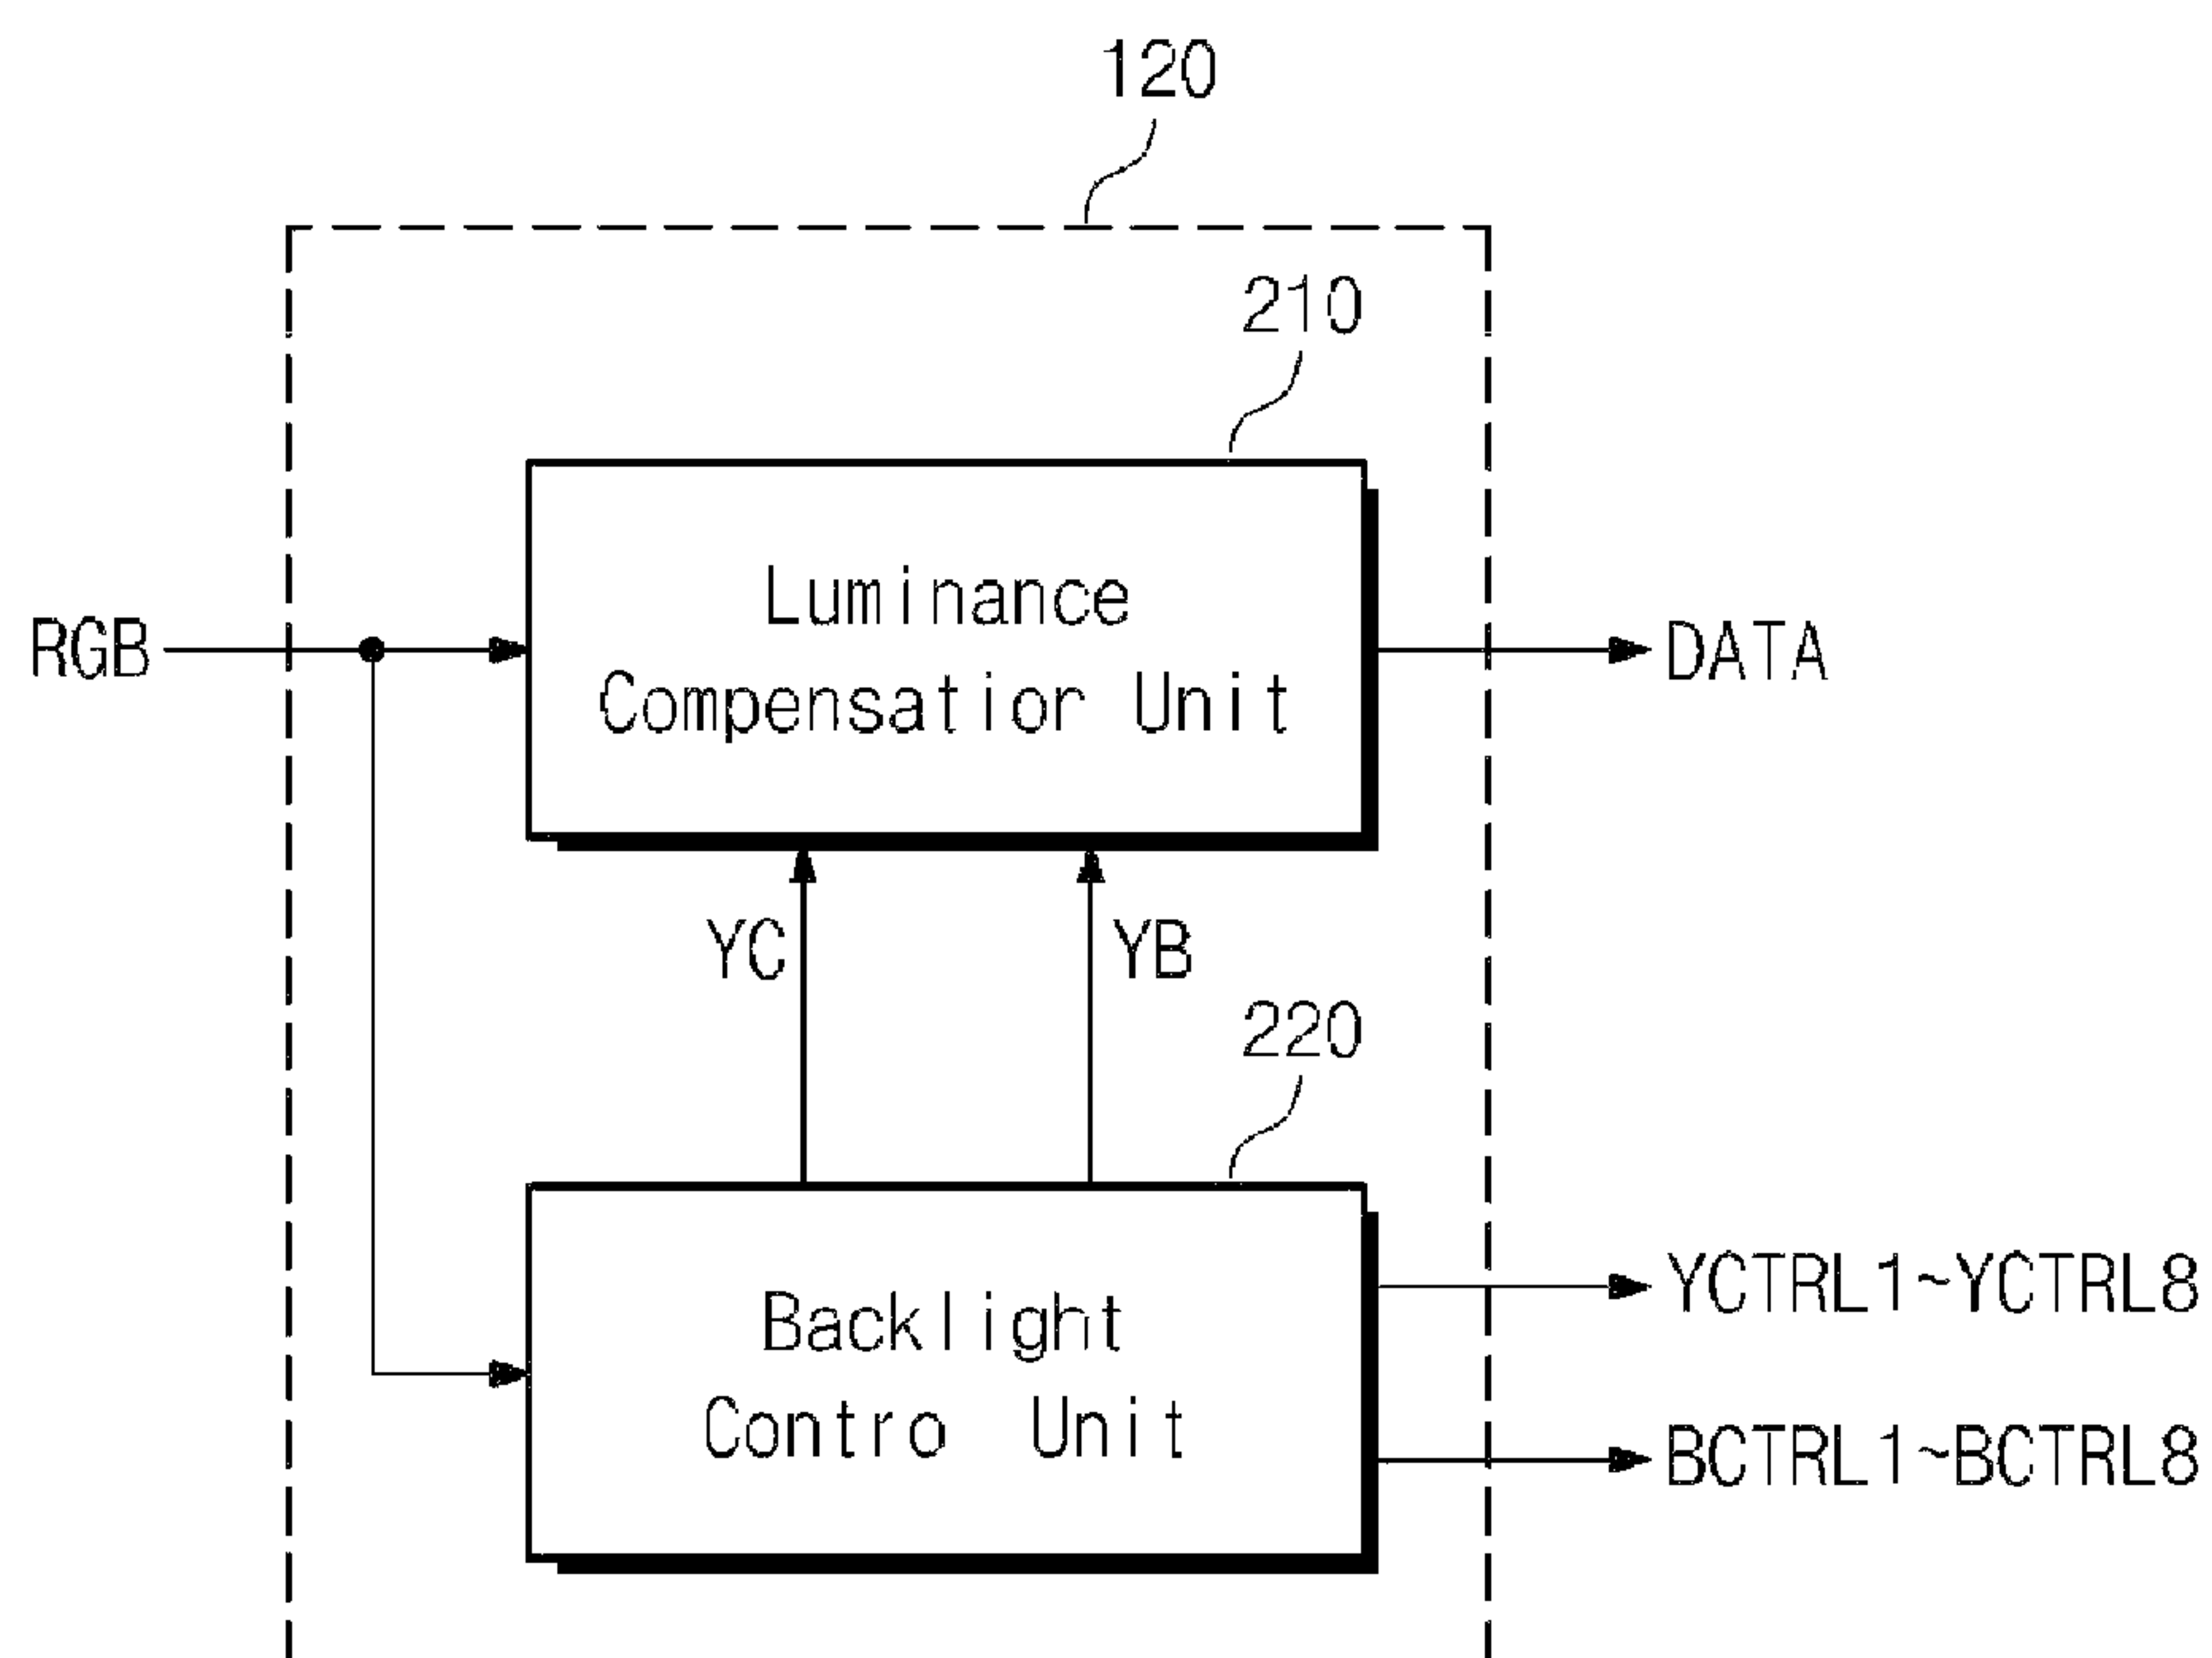 120
210
RGB
Luminance
Compensatior Unit
DATA
YC
YB
220
Backlight
Contro Unit
YCTRL1~YCTRL8
BCTRL1~BCTRL8